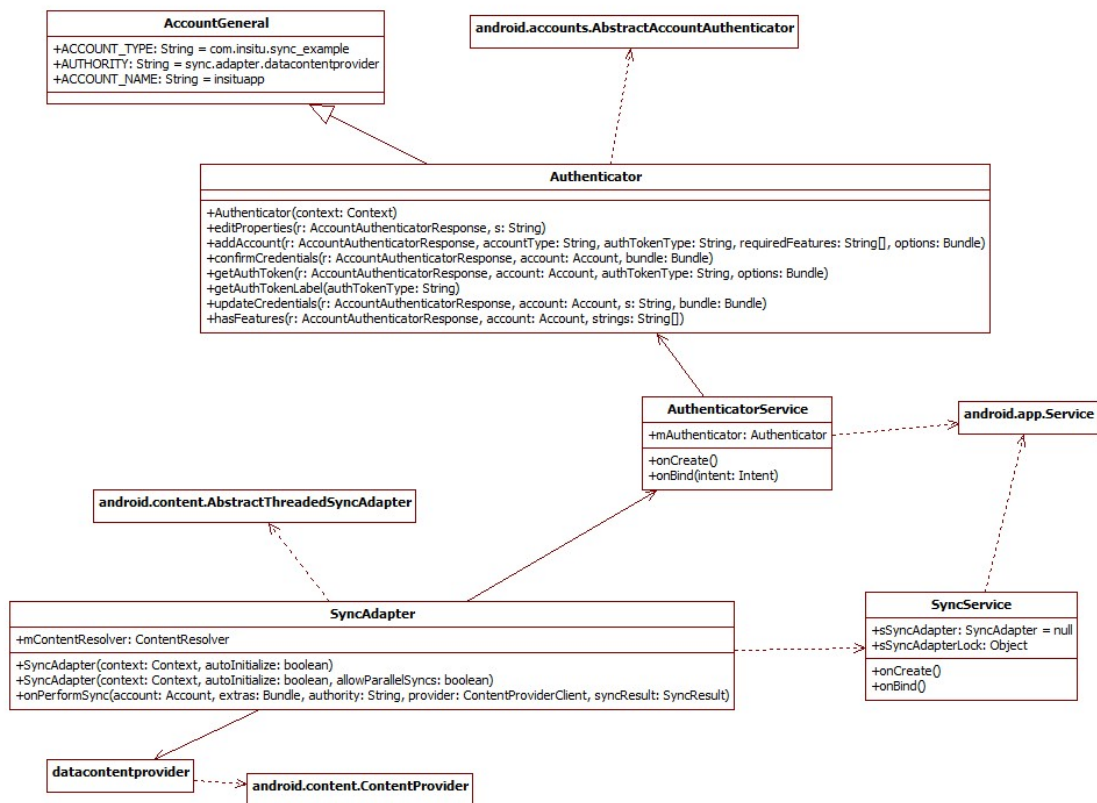 AccountGeneral
+ACCOUNT_TYPE: String = com.insitu.sync_example
+AUTHORITY: String = sync.adapter.datacontentprovider
+ACCOUNT_NAME: String = insituapp
android.accounts.AbstractAccountAuthenticator
Authenticator
+Authenticator(context: Context)
+editProperties(r: AccountAuthenticatorResponse, s: String)
+addAccount(r: AccountAuthenticatorResponse, accountType: String, authTokenType: String, requiredFeatures: String[], options: Bundle)
+confirmCredentials(r: AccountAuthenticatorResponse, account: Account, bundle: Bundle)
+getAuthToken(r: AccountAuthenticatorResponse, account: Account, authTokenType: String, options: Bundle)
+getAuthTokenLabel(authTokenType: String)
+updateCredentials(r: AccountAuthenticatorResponse, account: Account, s: String, bundle: Bundle)
+hasFeatures(r: AccountAuthenticatorResponse, account: Account, strings: String[])
AuthenticatorService
+mAuthenticator: Authenticator
+onCreate()
+onBind(intent: Intent)
android.app.Service
android.content.AbstractThreadedSyncAdapter
SyncAdapter
+mContentResolver: ContentResolver
+SyncAdapter(context: Context, autoInitialize: boolean)
+SyncAdapter(context: Context, autoInitialize: boolean, allowParallelSyncs: boolean)
+onPerformSync(account: Account, extras: Bundle, authority: String, provider: ContentProviderClient, syncResult: SyncResult)
SyncService
+sSyncAdapter: SyncAdapter = null
+sSyncAdapterLock: Object
+onCreate()
+onBind()
datacontentprovider
android.content.ContentProvider